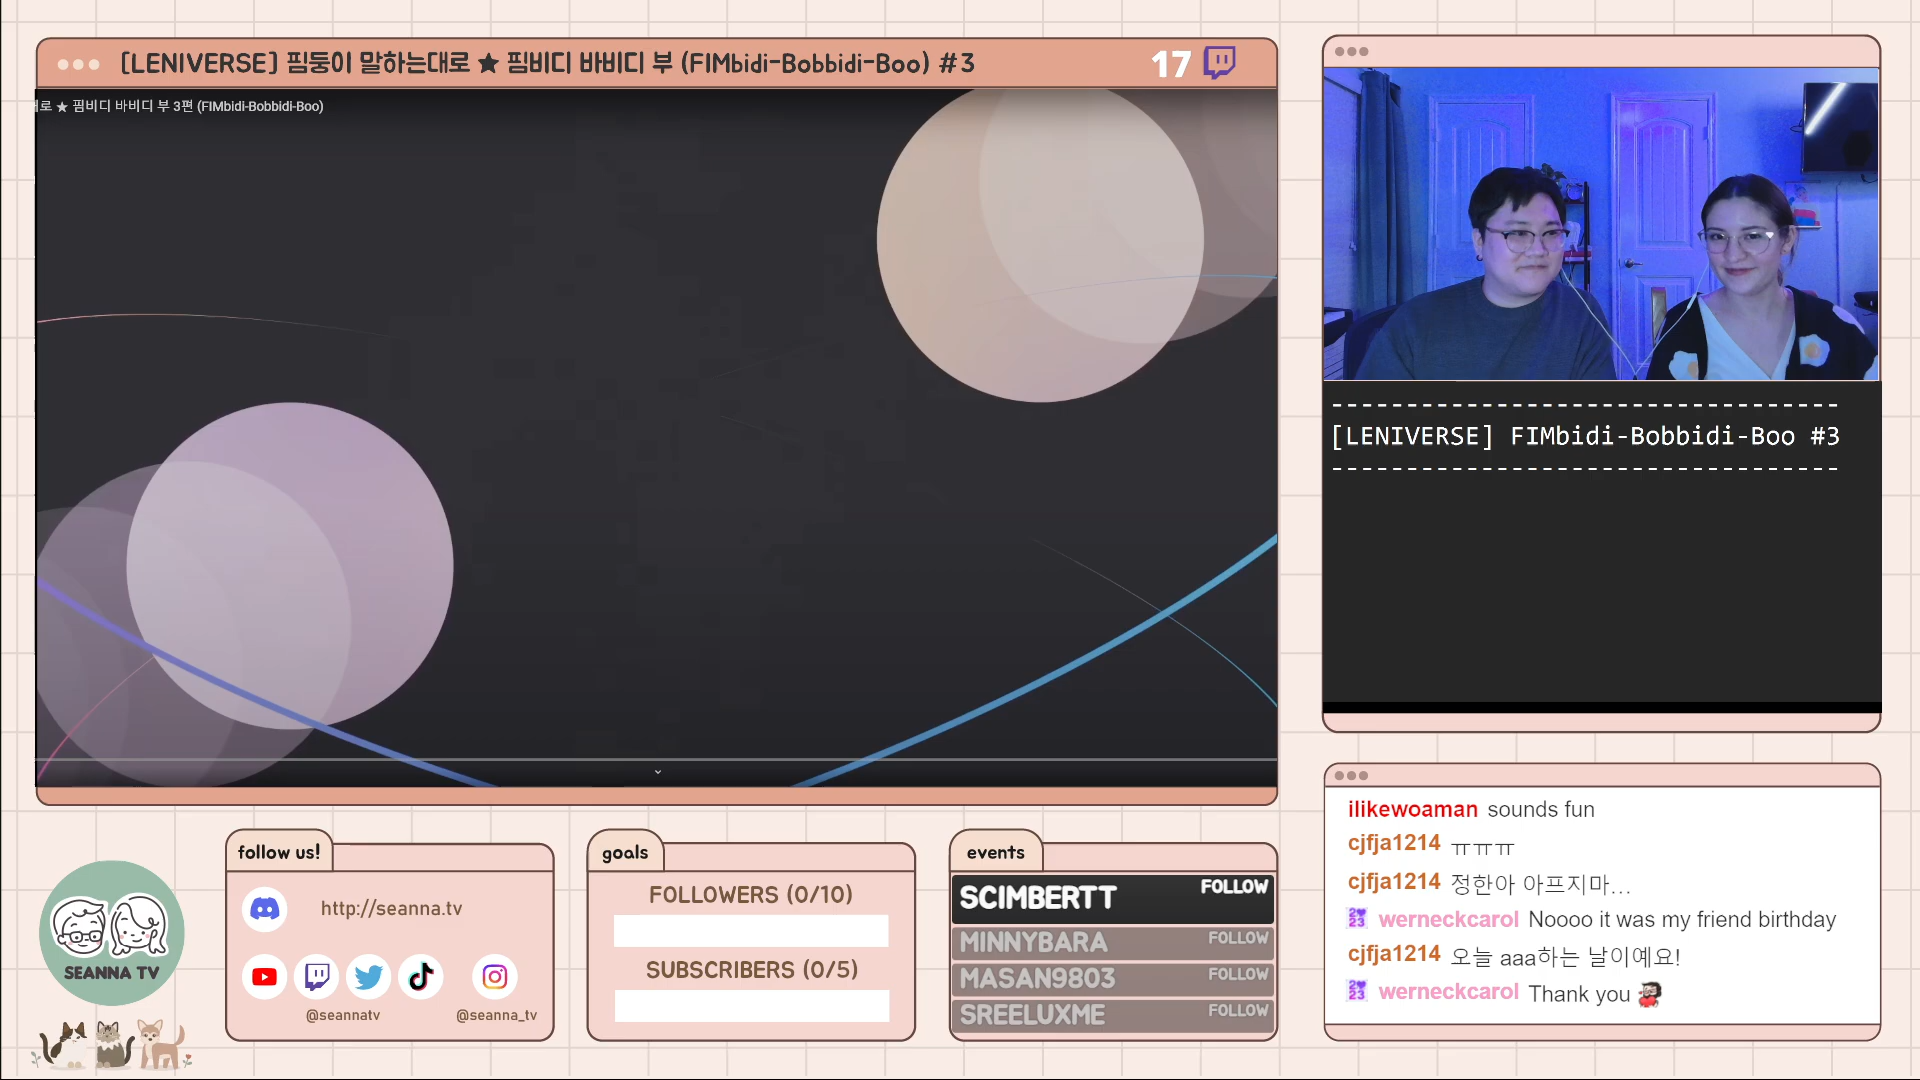 [LENIVERSE] 핌둥이 말하는대로 ★ 핌비디 바비디 부 (FIMbidi-Bobbidi-Boo) #3
17
로 ★ 핌비디 바비디 부 3편 (FIMbidi-Bobbidi-Boo)
--------------------------------
[LENIVERSE] FIMbidi-Bobbidi-Boo #3
--------------------------------
ilikewoaman sounds fun
cjfja1214 ㅠㅠㅠ
cjfja1214 정한아 아프지마...
werneckcarol Noooo it was my friend birthday
cjfja1214 오늘 aaa하는 날이예요!
werneckcarol Thank you
SEANNA TV
follow us!
http://seanna.tv
@seannatv
@seanna_tv
goals
FOLLOWERS (0/10)
SUBSCRIBERS (0/5)
events
SCIMBERTT FOLLOW
MINNYBARA FOLLOW
MASAN9803 FOLLOW
SREELUXME FOLLOW